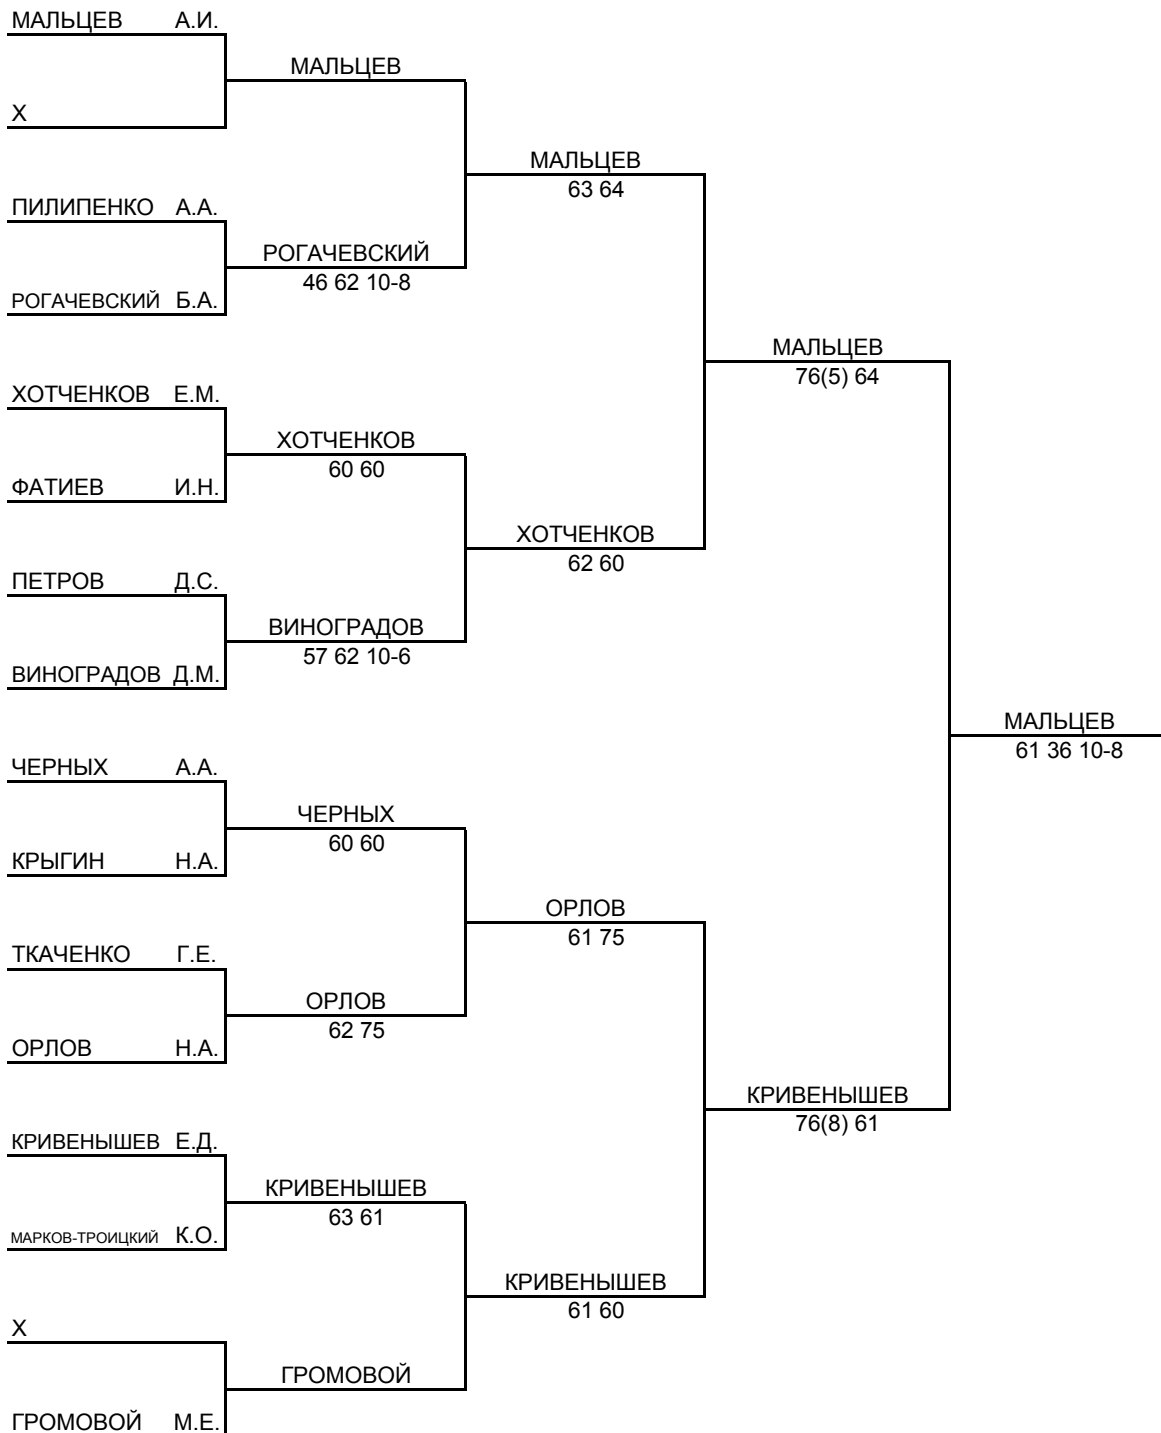 МАЛЬЦЕВ А.И.
МАЛЬЦЕВ
Х
МАЛЬЦЕВ
63 64
ПИЛИПЕНКО А.А.
РОГАЧЕВСКИЙ
46 62 10-8
РОГАЧЕВСКИЙ Б.А.
МАЛЬЦЕВ
76(5) 64
ХОТЧЕНКОВ Е.М.
ХОТЧЕНКОВ
60 60
ФАТИЕВ И.Н.
ХОТЧЕНКОВ
62 60
ПЕТРОВ Д.С.
ВИНОГРАДОВ
57 62 10-6
ВИНОГРАДОВ Д.М.
МАЛЬЦЕВ
61 36 10-8
ЧЕРНЫХ А.А.
ЧЕРНЫХ
60 60
КРЫГИН Н.А.
ОРЛОВ
61 75
ТКАЧЕНКО Г.Е.
ОРЛОВ
62 75
ОРЛОВ Н.А.
КРИВЕНЫШЕВ
76(8) 61
КРИВЕНЫШЕВ Е.Д.
КРИВЕНЫШЕВ
63 61
МАРКОВ-ТРОИЦКИЙ К.О.
КРИВЕНЫШЕВ
61 60
Х
ГРОМОВОЙ
ГРОМОВОЙ М.Е.